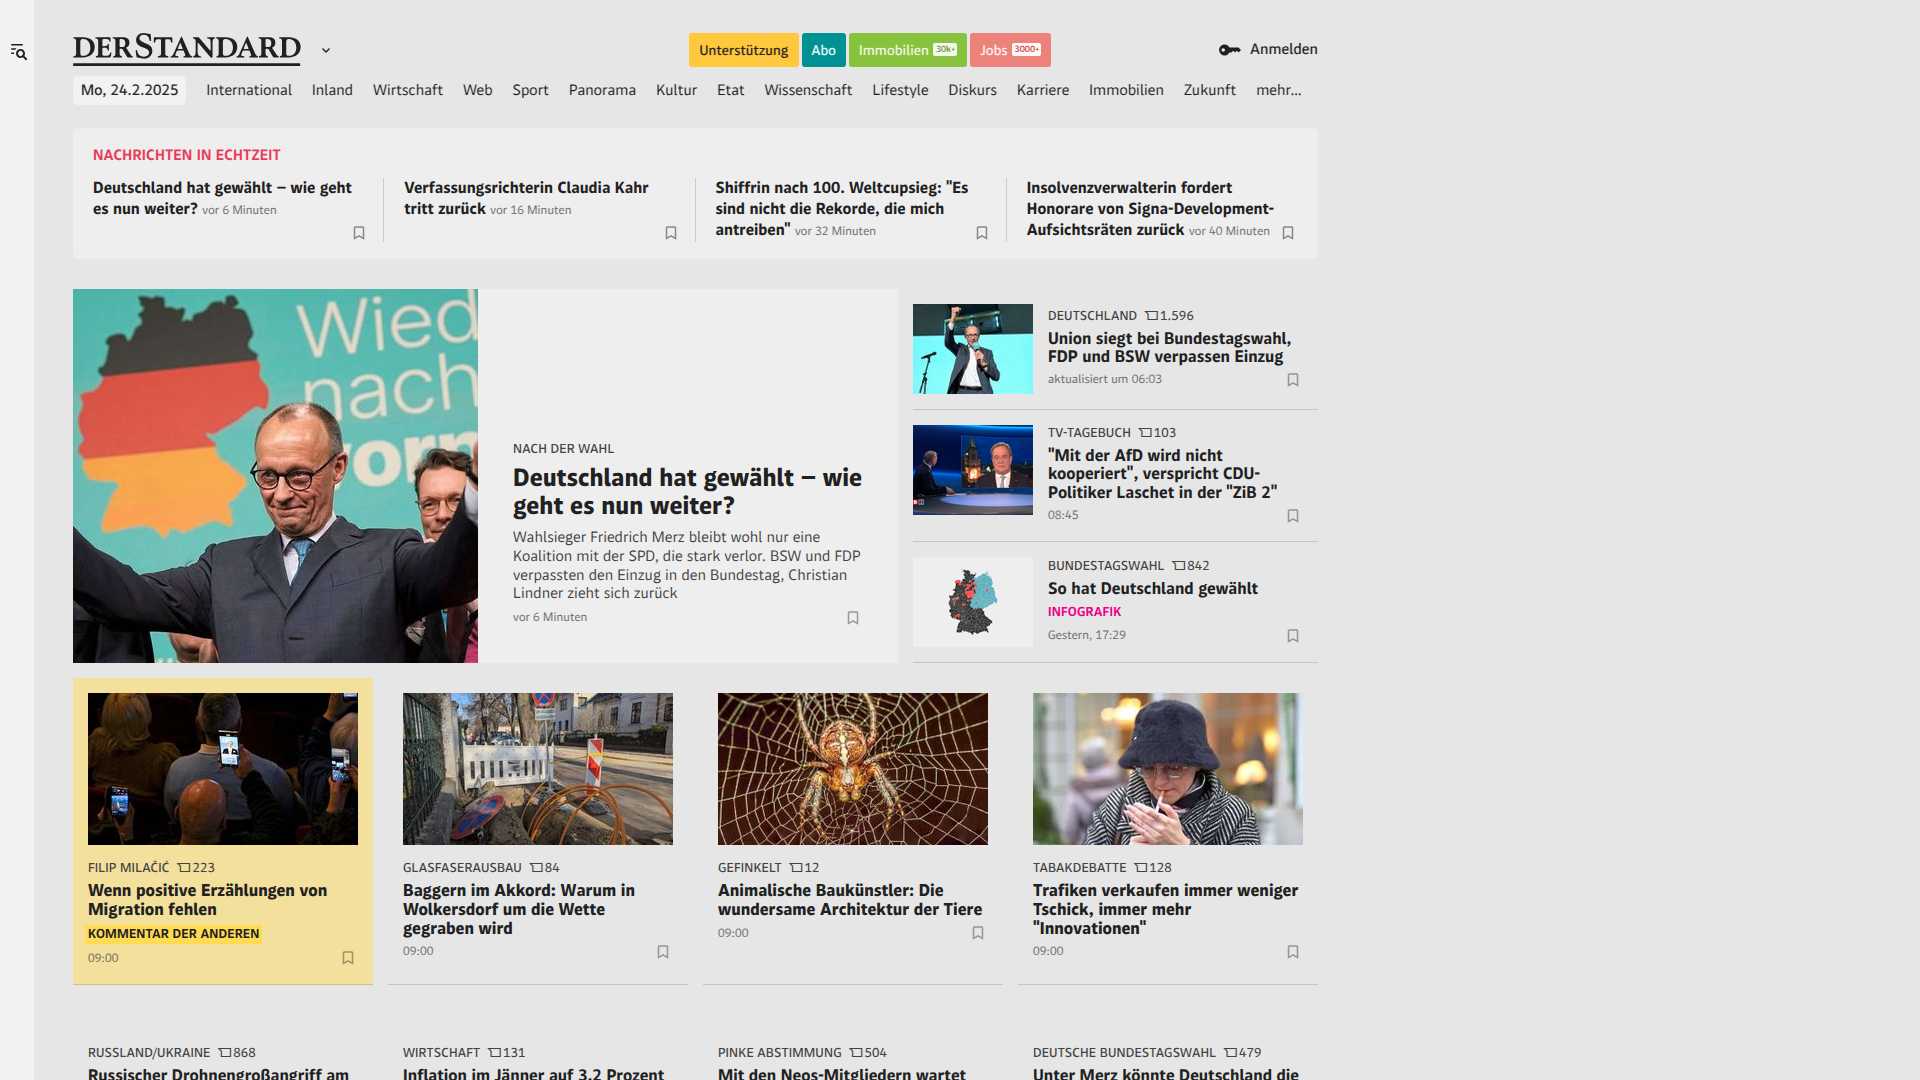 DERSTANDARD
Unterstützung
Abo
Immobilien 30k+
Jobs 3000+
Anmelden
Mo, 24.2.2025
International
Inland
Wirtschaft
Web
Sport
Panorama
Kultur
Etat
Wissenschaft
Lifestyle
Diskurs
Karriere
Immobilien
Zukunft
mehr...
NACHRICHTEN IN ECHTZEIT
Deutschland hat gewählt – wie geht
es nun weiter? vor 6 Minuten
Verfassungsrichterin Claudia Kahr
tritt zurück vor 16 Minuten
Shiffrin nach 100. Weltcupsieg: "Es
sind nicht die Rekorde, die mich
antreiben" vor 32 Minuten
Insolvenzverwalterin fordert
Honorare von Signa-Development-
Aufsichtsräten zurück vor 40 Minuten
Wied
nach
vorn
NACH DER WAHL
Deutschland hat gewählt – wie
geht es nun weiter?
Wahlsieger Friedrich Merz bleibt wohl nur eine
Koalition mit der SPD, die stark verlor. BSW und FDP
verpassten den Einzug in den Bundestag, Christian
Lindner zieht sich zurück
vor 6 Minuten
DEUTSCHLAND 1.596
Union siegt bei Bundestagswahl,
FDP und BSW verpassen Einzug
aktualisiert um 06:03
TV-TAGEBUCH 103
"Mit der AfD wird nicht
kooperiert", verspricht CDU-
Politiker Laschet in der "ZiB 2"
08:45
BUNDESTAGSWAHL 842
So hat Deutschland gewählt
INFOGRAFIK
Gestern, 17:29
FILIP MILAČIĆ 223
Wenn positive Erzählungen von
Migration fehlen
KOMMENTAR DER ANDEREN
09:00
GLASFASERAUSBAU 84
Baggern im Akkord: Warum in
Wolkersdorf um die Wette
gegraben wird
09:00
GEFINKELT 12
Animalische Baukünstler: Die
wundersame Architektur der Tiere
09:00
TABAKDEBATTE 128
Trafiken verkaufen immer weniger
Tschick, immer mehr
"Innovationen"
09:00
RUSSLAND/UKRAINE 868
Russischer Drohnengroßangriff am
WIRTSCHAFT 131
Inflation im Jänner auf 3,2 Prozent
PINKE ABSTIMMUNG 504
Mit den Neos-Mitgliedern wartet
DEUTSCHE BUNDESTAGSWAHL 479
Unter Merz könnte Deutschland die